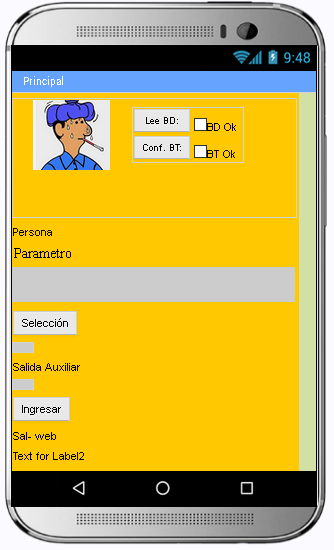 9:48
Principal
Lee BD:
BD Ok
Conf. BT:
BT Ok
Persona
Parametro
Selección
Salida Auxiliar
Ingresar
Sal- web
Text for Label2